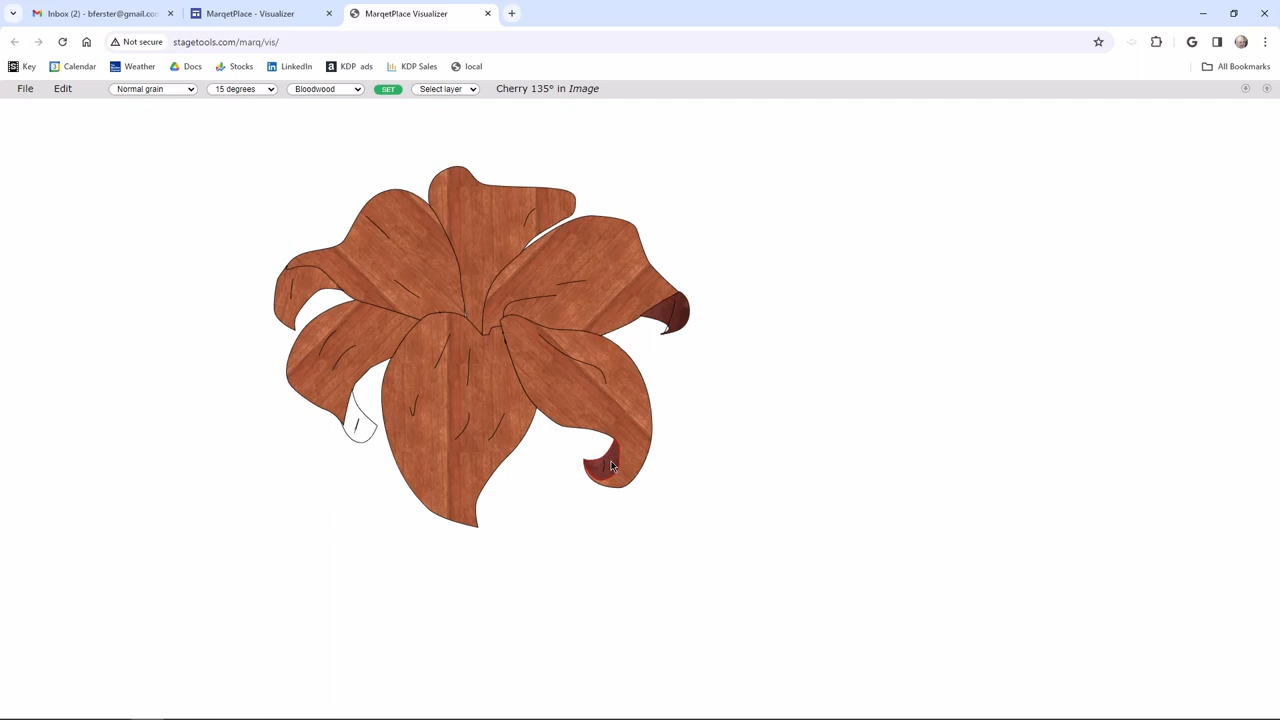 Inbox (2) - bferster@gmail.co
MarqetPlace - Visualizer
MarqetPlace Visualizer
Not secure
stagetools.com/marq/vis/
Key
Calendar
Weather
Docs
Stocks
LinkedIn
KDP ads
KDP Sales
local
All Bookmarks
File
Edit
Normal grain
15 degrees
Bloodwood
SET
Select layer
Cherry 135º in Image